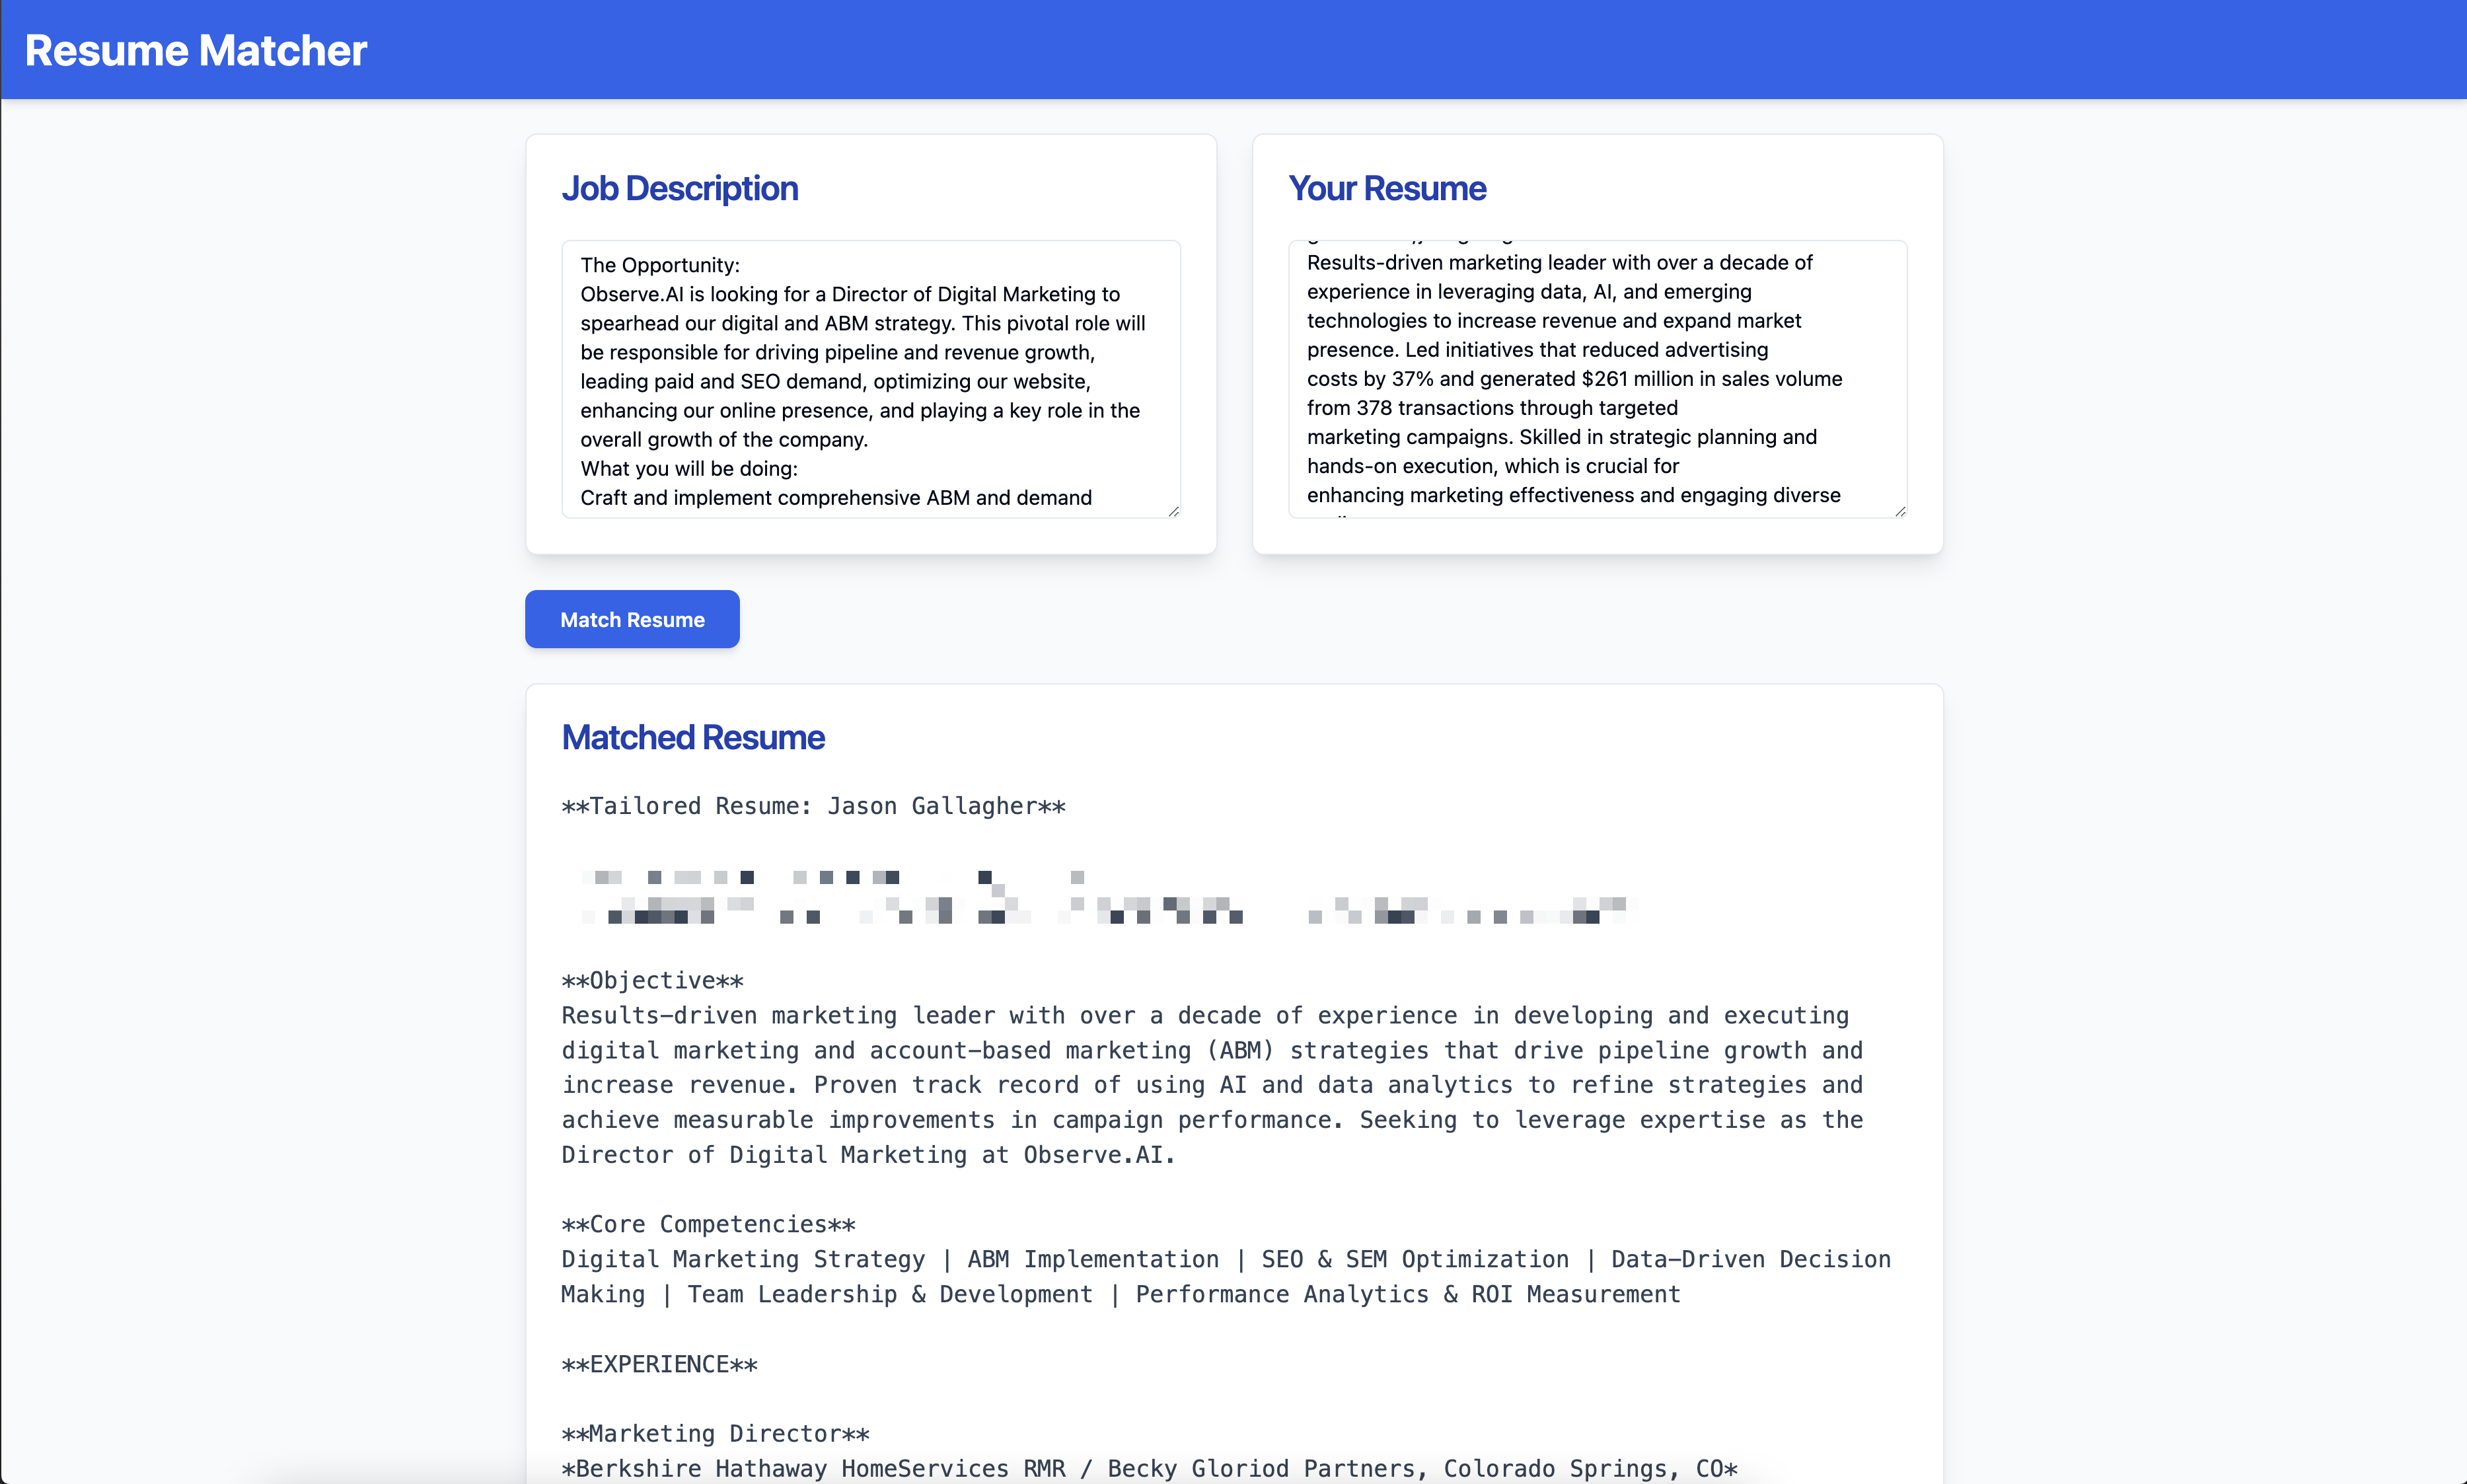 Resume Matcher
Job Description
The Opportunity:
Observe.AI is looking for a Director of Digital Marketing to
spearhead our digital and ABM strategy. This pivotal role will
be responsible for driving pipeline and revenue growth,
leading paid and SEO demand, optimizing our website,
enhancing our online presence, and playing a key role in the
overall growth of the company.
What you will be doing:
Craft and implement comprehensive ABM and demand
Your Resume
Results-driven marketing leader with over a decade of
experience in leveraging data, AI, and emerging
technologies to increase revenue and expand market
presence. Led initiatives that reduced advertising
costs by 37% and generated $261 million in sales volume
from 378 transactions through targeted
marketing campaigns. Skilled in strategic planning and
hands-on execution, which is crucial for
enhancing marketing effectiveness and engaging diverse
Match Resume
Matched Resume
**Tailored Resume: Jason Gallagher**
**Objective**
Results-driven marketing leader with over a decade of experience in developing and executing
digital marketing and account-based marketing (ABM) strategies that drive pipeline growth and
increase revenue. Proven track record of using AI and data analytics to refine strategies and
achieve measurable improvements in campaign performance. Seeking to leverage expertise as the
Director of Digital Marketing at Observe.AI.
**Core Competencies**
Digital Marketing Strategy | ABM Implementation | SEO & SEM Optimization | Data-Driven Decision
Making | Team Leadership & Development | Performance Analytics & ROI Measurement
**EXPERIENCE**
**Marketing Director**
*Berkshire Hathaway HomeServices RMR / Becky Gloriod Partners, Colorado Springs, CO*